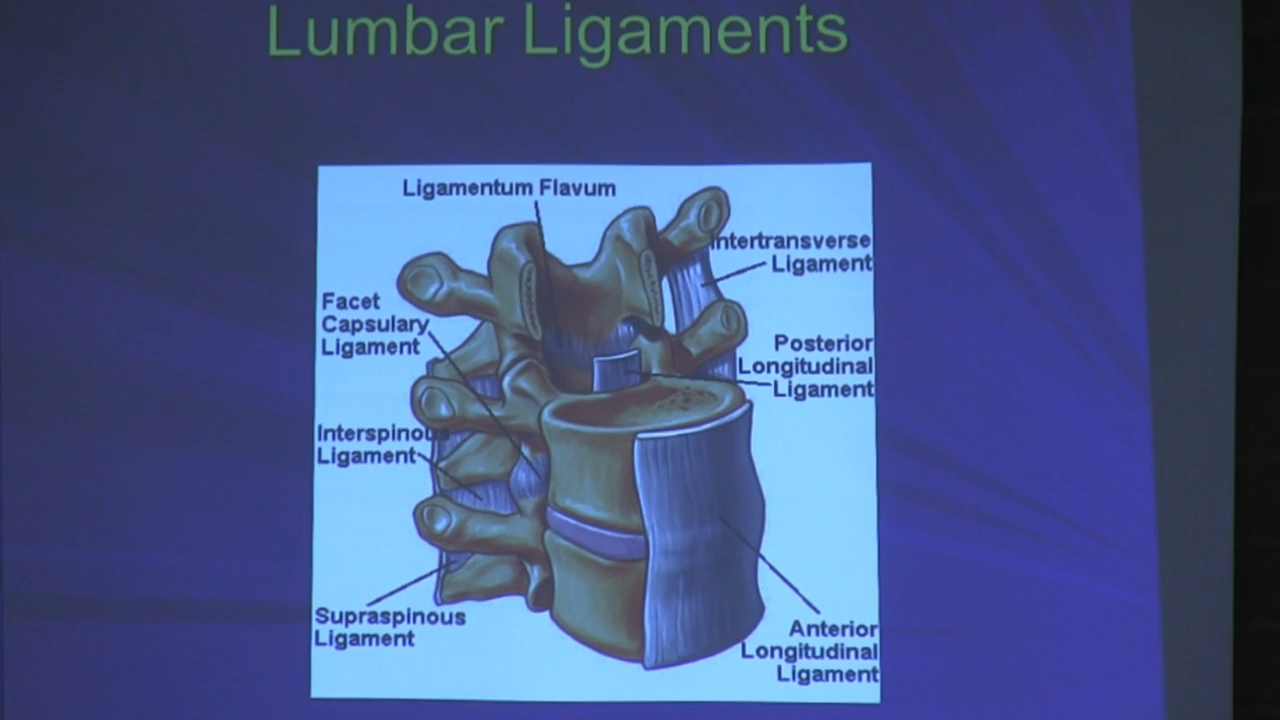 Lumbar Ligaments
Ligamentum Flavum
Intertransverse
Ligament
Facet
Capsulary
Ligament
Posterior
Longitudinal
Ligament
Interspinous
Ligament
Supraspinous
Ligament
Anterior
Longitudinal
Ligament